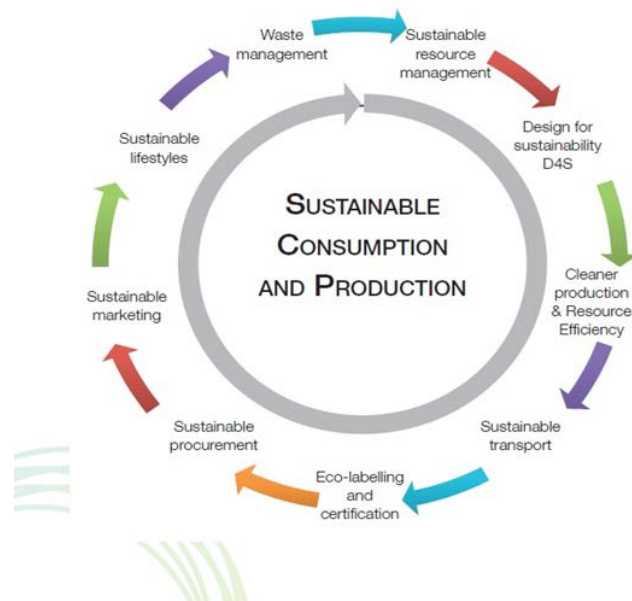 SUSTAINABLE
CONSUMPTION
AND PRODUCTION
Waste
management
Sustainable
resource
management
Design for
sustainability
D4S
Cleaner
production
& Resource
Efficiency
Sustainable
transport
Eco-labelling
and
certification
Sustainable
procurement
Sustainable
marketing
Sustainable
lifestyles